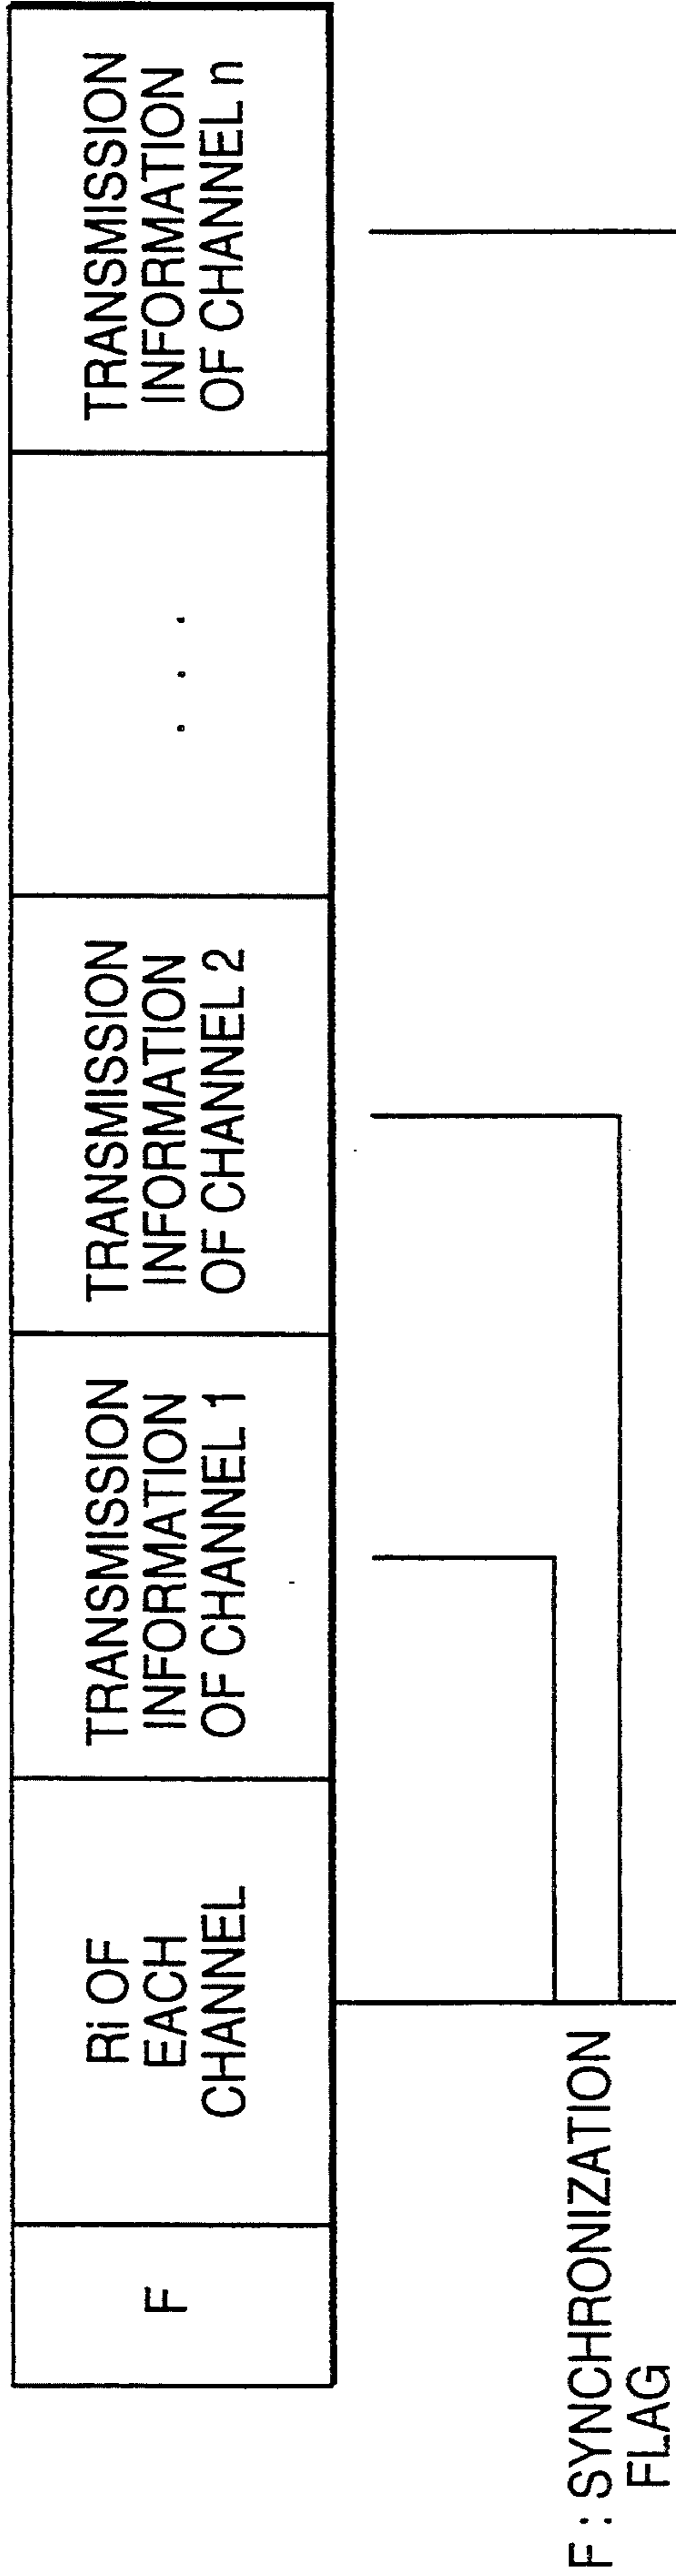 F
Ri OF
EACH
CHANNEL
TRANSMISSION
INFORMATION
OF CHANNEL 1
TRANSMISSION
INFORMATION
OF CHANNEL 2
. . .
TRANSMISSION
INFORMATION
OF CHANNEL n
F : SYNCHRONIZATION
FLAG